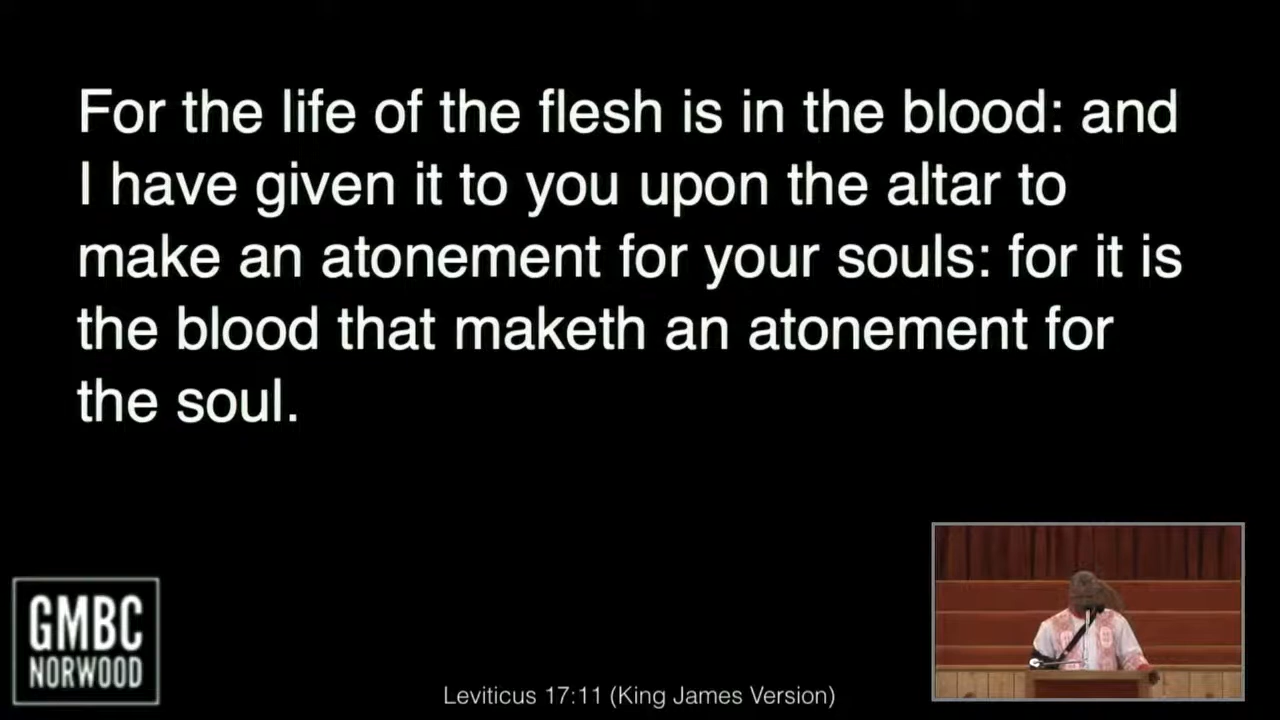 For the life of the flesh is in the blood: and
I have given it to you upon the altar to
make an atonement for your souls: for it is
the blood that maketh an atonement for
the soul.
GMBC
NORWOOD
Leviticus 17:11 (King James Version)